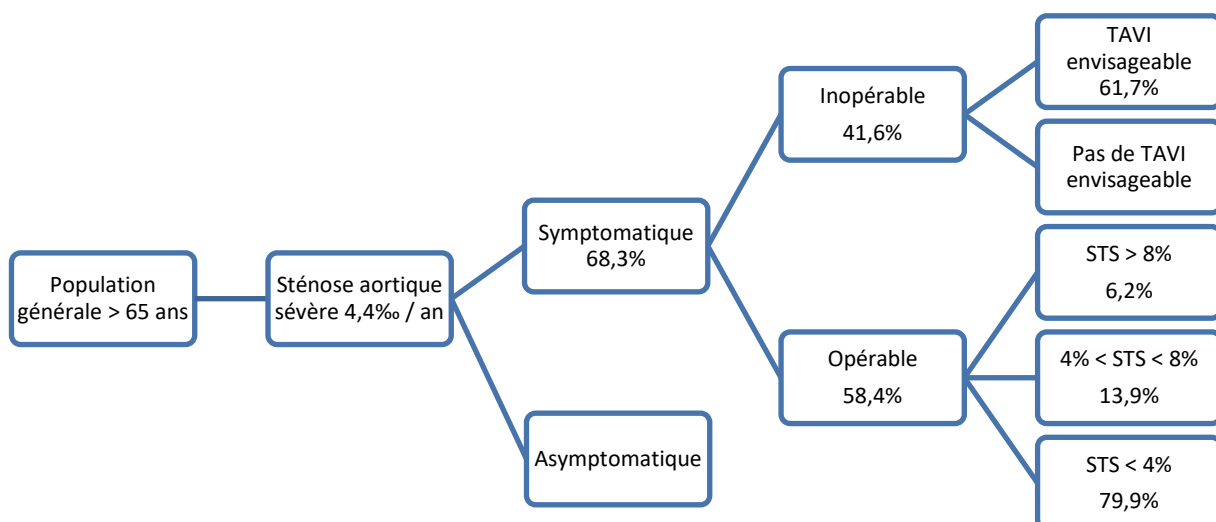 Population
générale > 65 ans
Sténose aortique
sévère 4,4‰ / an
Symptomatique
68,3%
Asymptomatique
Inopérable
41,6%
Opérable
58,4%
TAVI
envisageable
61,7%
Pas de TAVI
envisageable
STS > 8%
6,2%
4% < STS < 8%
13,9%
STS < 4%
79,9%